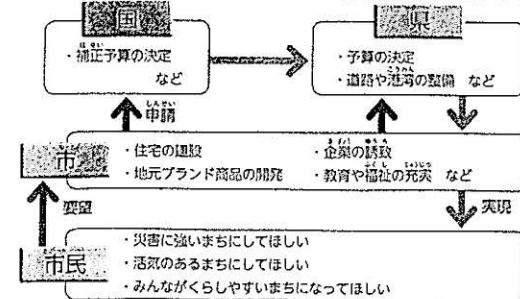 国
・補正予算の決定
など
県
・予算の決定
・道路や港湾の整備 など
申請
市
・住宅の建設
・企業の誘致
・地元ブランド商品の開発
・教育や福祉の充実 など
要望
実現
市民
・災害に強いまちにしてほしい
・活気のあるまちにしてほしい
・みんながくらしやすいまちになってほしい